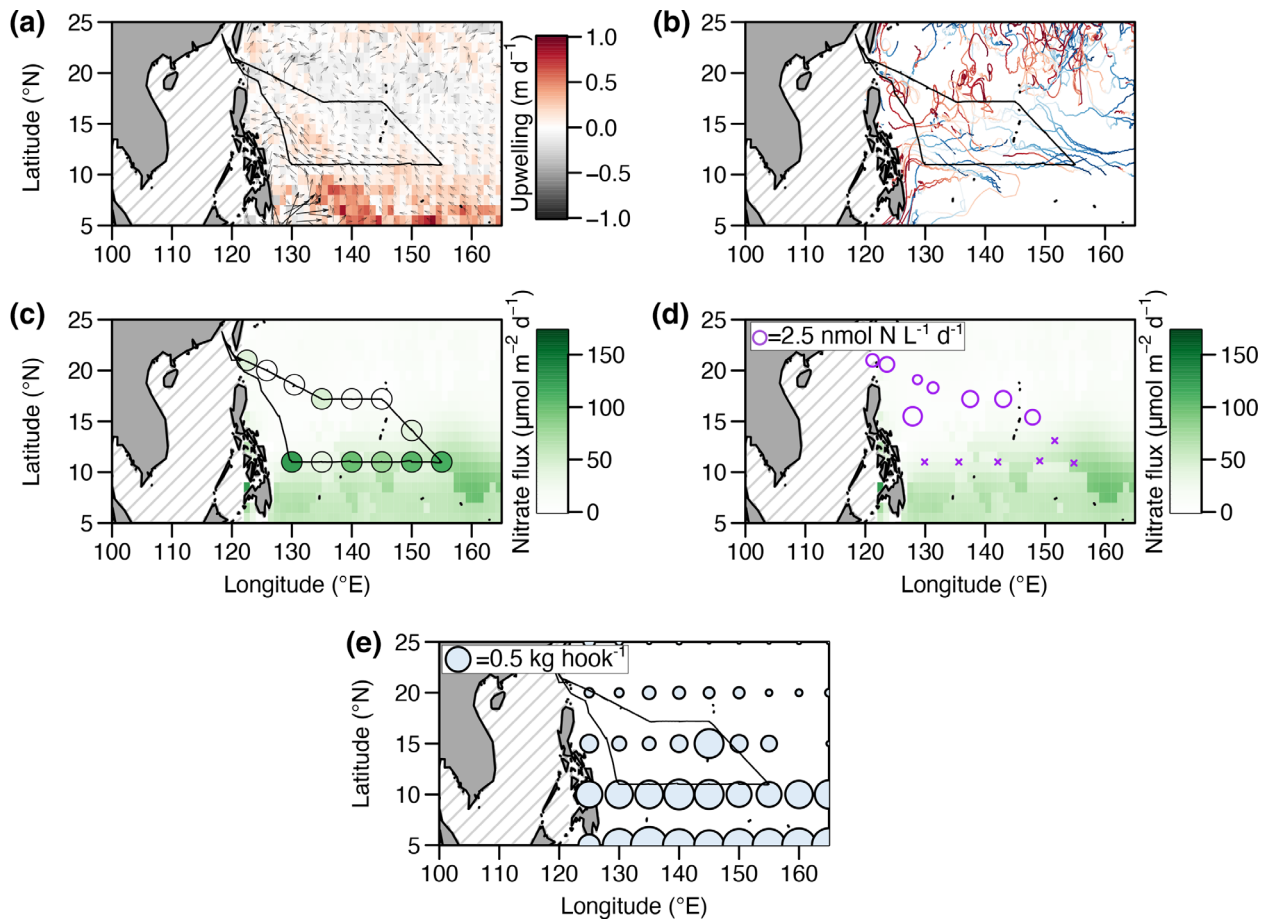 (a)
25
20
15
10
5
Latitude (°N)
100 110 120 130 140 150 160
1.0
0.5
0.0
−0.5
−1.0
Upwelling (m d⁻¹)
(b)
25
20
15
10
5
100 110 120 130 140 150 160
(c)
25
20
15
10
5
Latitude (°N)
100 110 120 130 140 150 160
Longitude (°E)
150
100
50
0
Nitrate flux (μmol m⁻² d⁻¹)
(d)
=2.5 nmol N L⁻¹ d⁻¹
25
20
15
10
5
100 110 120 130 140 150 160
Longitude (°E)
150
100
50
0
Nitrate flux (μmol m⁻² d⁻¹)
(e)
=0.5 kg hook⁻¹
25
20
15
10
5
Latitude (°N)
100 110 120 130 140 150 160
Longitude (°E)